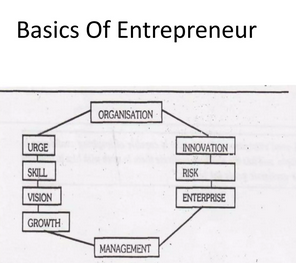 Basics Of Entrepreneur
ORGANISATION
URGE
SKILL
VISION
GROWTH
INNOVATION
RISK
ENTERPRISE
MANAGEMENT